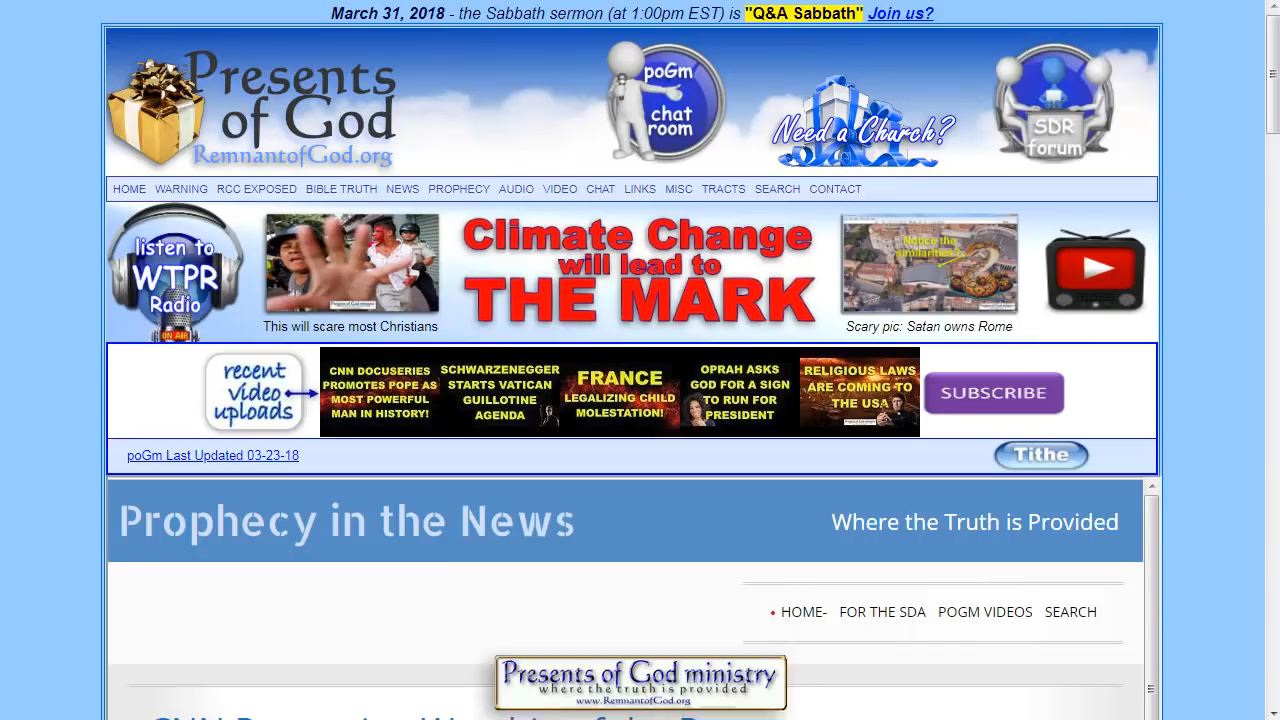 March 31, 2018 - the Sabbath sermon (at 1:00pm EST) is "Q&A Sabbath" Join us?
Presents
of God
RemnantofGod.org
poGm
chat
room
Need a Church?
SDR
forum
HOME WARNING RCC EXPOSED BIBLE TRUTH NEWS PROPHECY AUDIO VIDEO CHAT LINKS MISC TRACTS SEARCH CONTACT
listen to
WTPR
Radio
ON AIR
This will scare most Christians
Climate Change
will lead to
THE MARK
Notice the
Scary pic: Satan owns Rome
recent
video
uploads
CNN DOCUSERIES
PROMOTES POPE AS
MOST POWERFUL
MAN IN HISTORY!
SCHWARZENEGGER
STARTS VATICAN
GUILLOTINE
AGENDA
FRANCE
LEGALIZING CHILD
MOLESTATION!
OPRAH ASKS
GOD FOR A SIGN
TO RUN FOR
PRESIDENT
RELIGIOUS LAWS
ARE COMING TO
THE USA
SUBSCRIBE
poGm Last Updated 03-23-18
Tithe
Prophecy in the News
Where the Truth is Provided
• HOME- FOR THE SDA POGM VIDEOS SEARCH
Presents of God ministry
where the truth is provided
www.RemnantofGod.org